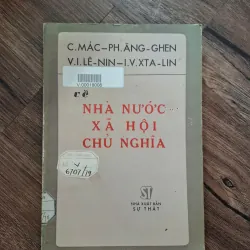 C. MÁC — PH. ĂNG-GHEN
V. I. LÊ-NIN — I. V. XTA-LIN
về
NHÀ NƯỚC
XÃ HỘI
CHỦ NGHĨA
ST
NHÀ XUẤT BẢN
SỰ THẬT
V